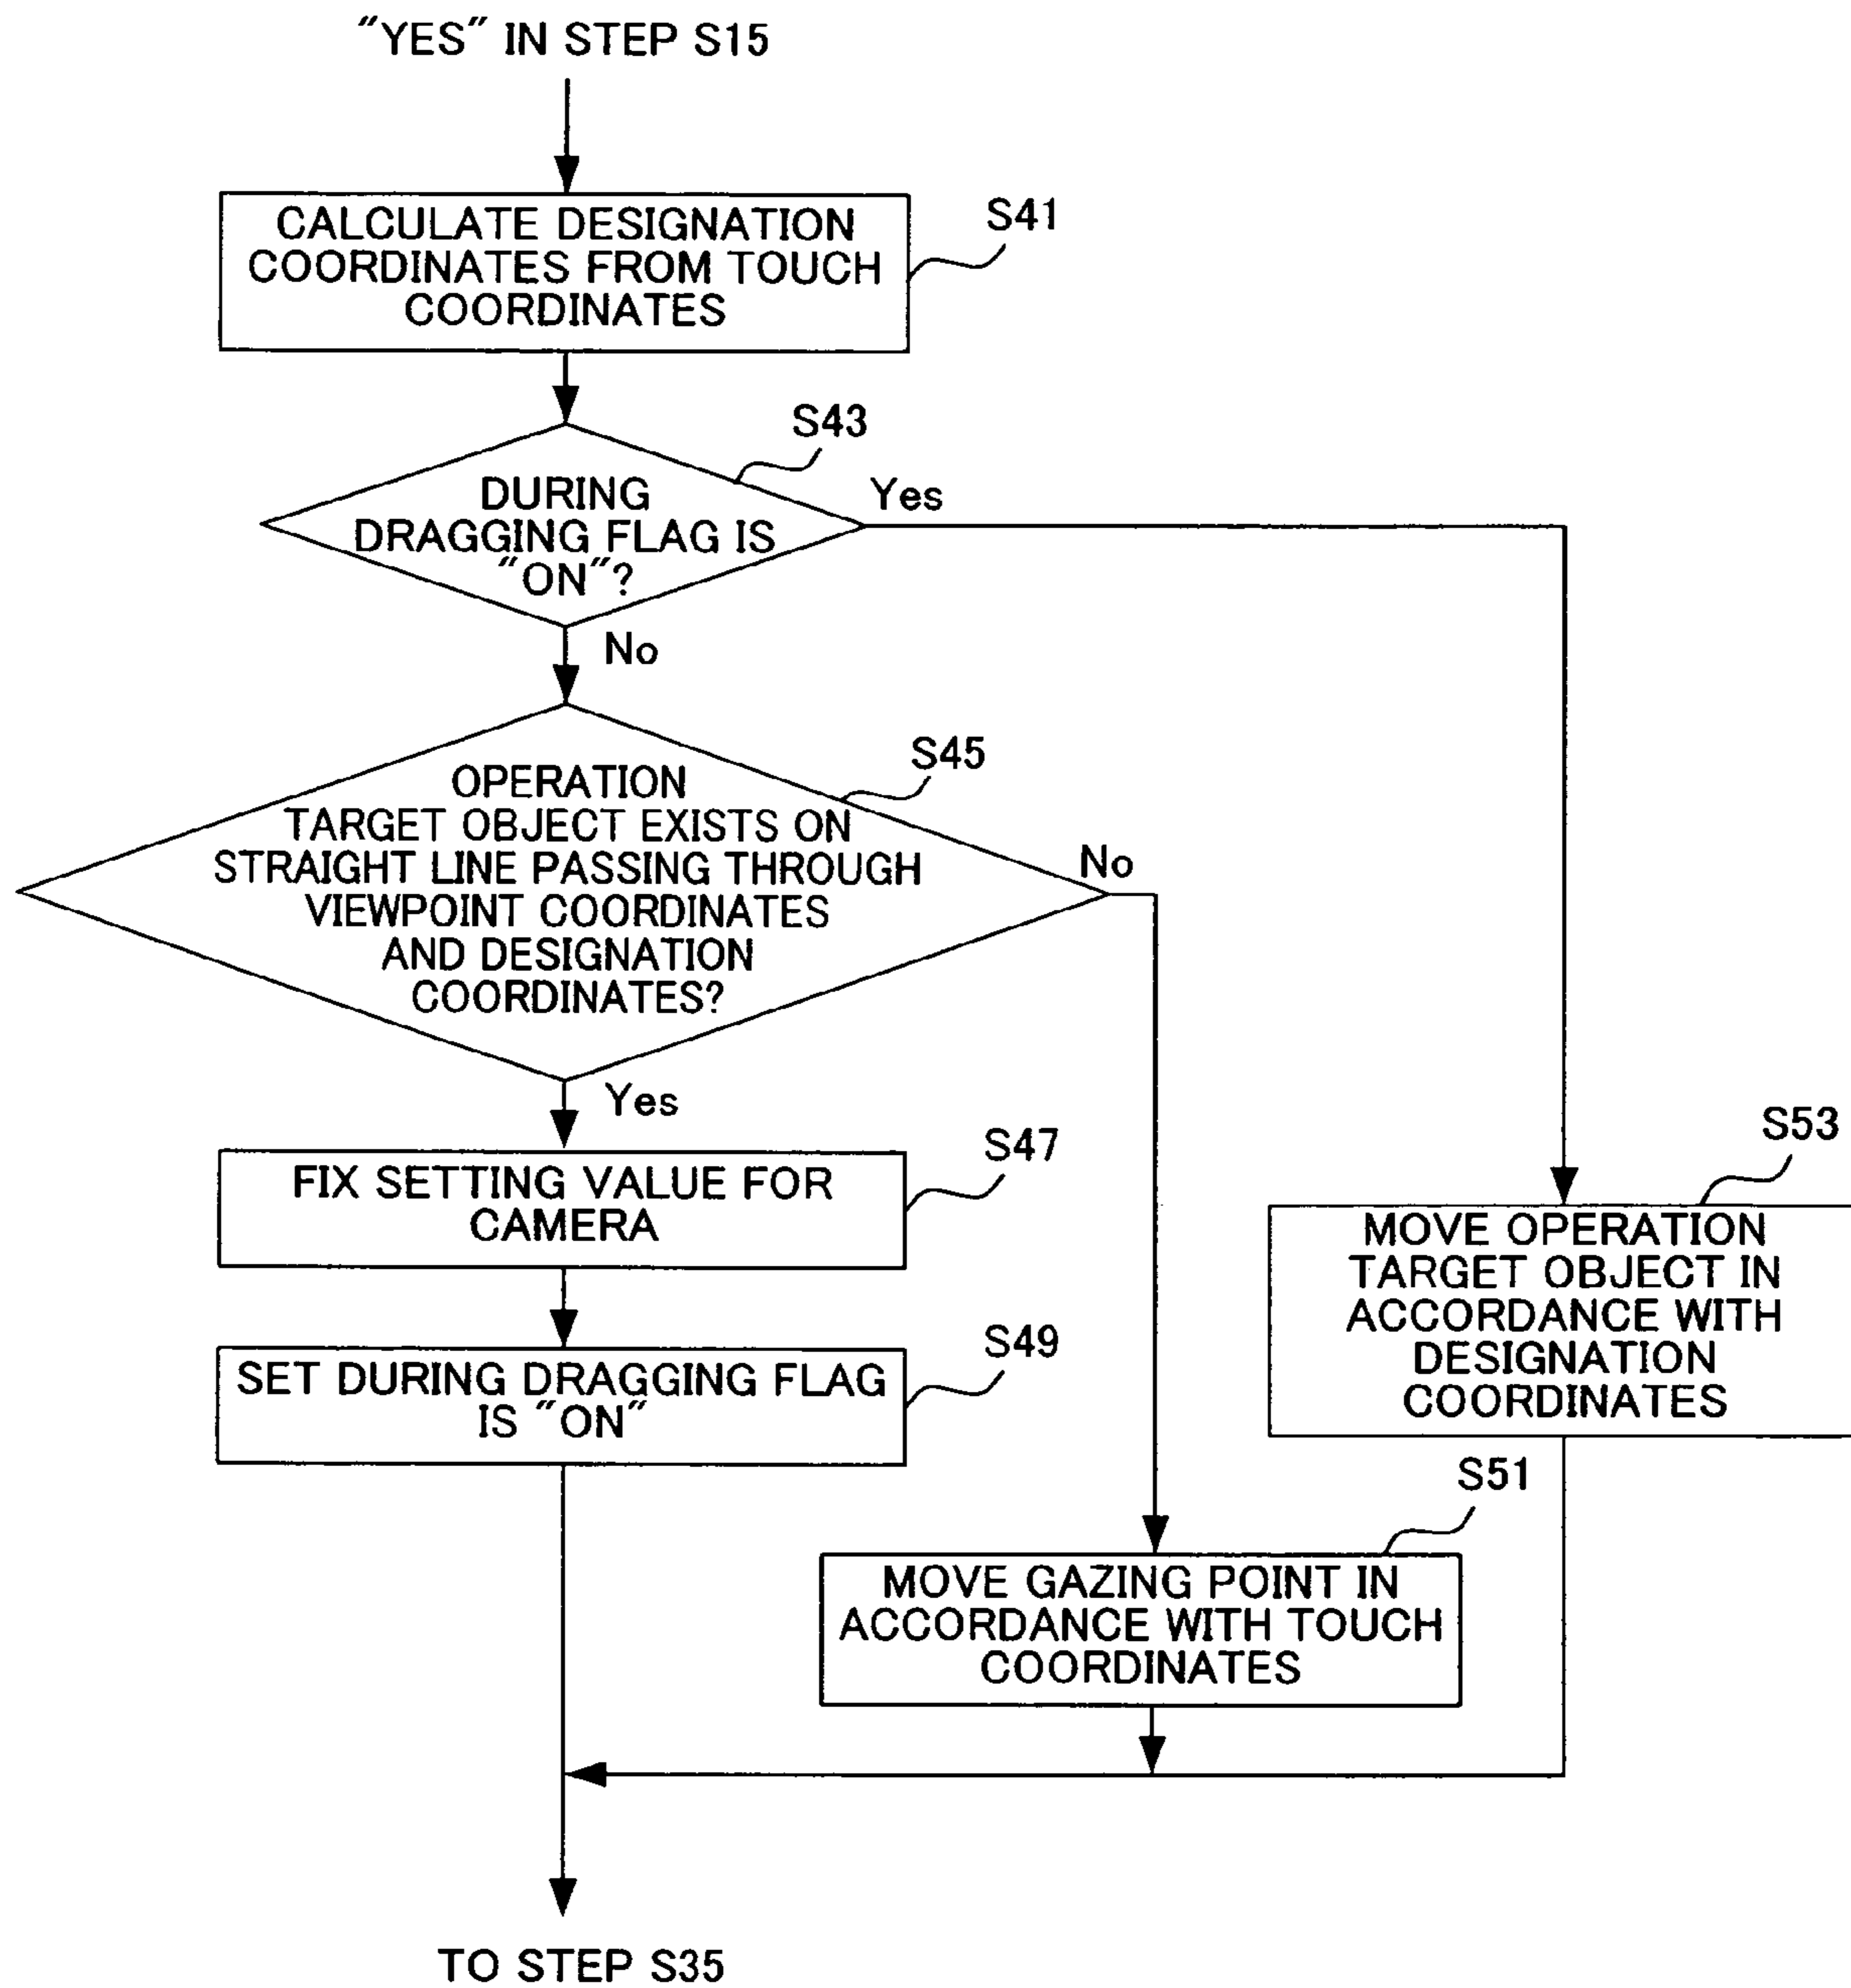 "YES" IN STEP S15
S41
CALCULATE DESIGNATION
COORDINATES FROM TOUCH
COORDINATES
S43
DURING
DRAGGING FLAG IS
"ON"?
Yes
No
S45
OPERATION
TARGET OBJECT EXISTS ON
STRAIGHT LINE PASSING THROUGH
VIEWPOINT COORDINATES
AND DESIGNATION
COORDINATES?
No
Yes
S47
FIX SETTING VALUE FOR
CAMERA
S49
SET DURING DRAGGING FLAG
IS "ON"
S53
MOVE OPERATION
TARGET OBJECT IN
ACCORDANCE WITH
DESIGNATION
COORDINATES
S51
MOVE GAZING POINT IN
ACCORDANCE WITH TOUCH
COORDINATES
TO STEP S35